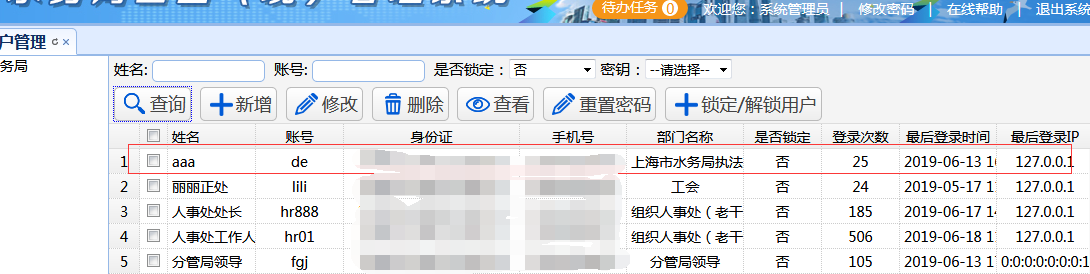 待办任务 0 欢迎您：系统管理员 | 修改密码 | 在线帮助 | 退出系统
户管理
务局
姓名: 账号: 是否锁定： 否 密钥： --请选择--
查询 新增 修改 删除 查看 重置密码 锁定/解锁用户
姓名 账号 身份证 手机号 部门名称 是否锁定 登录次数 最后登录时间 最后登录IP
1 aaa de 上海市水务局执法 否 25 2019-06-13 1 127.0.0.1
2 丽丽正处 lili 工会 否 24 2019-05-17 1 127.0.0.1
3 人事处处长 hr888 组织人事处（老干 否 185 2019-06-17 14 127.0.0.1
4 人事处工作人 hr01 组织人事处（老干 否 506 2019-06-18 1 127.0.0.1
5 分管局领导 fgj 分管局领导 否 105 2019-06-13 1 0:0:0:0:0:0:0:1